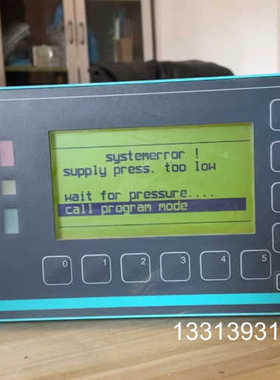 systemerror !
supply press. too low
wait for pressure....
call program mode
0 1 2 3 4 5
13313931